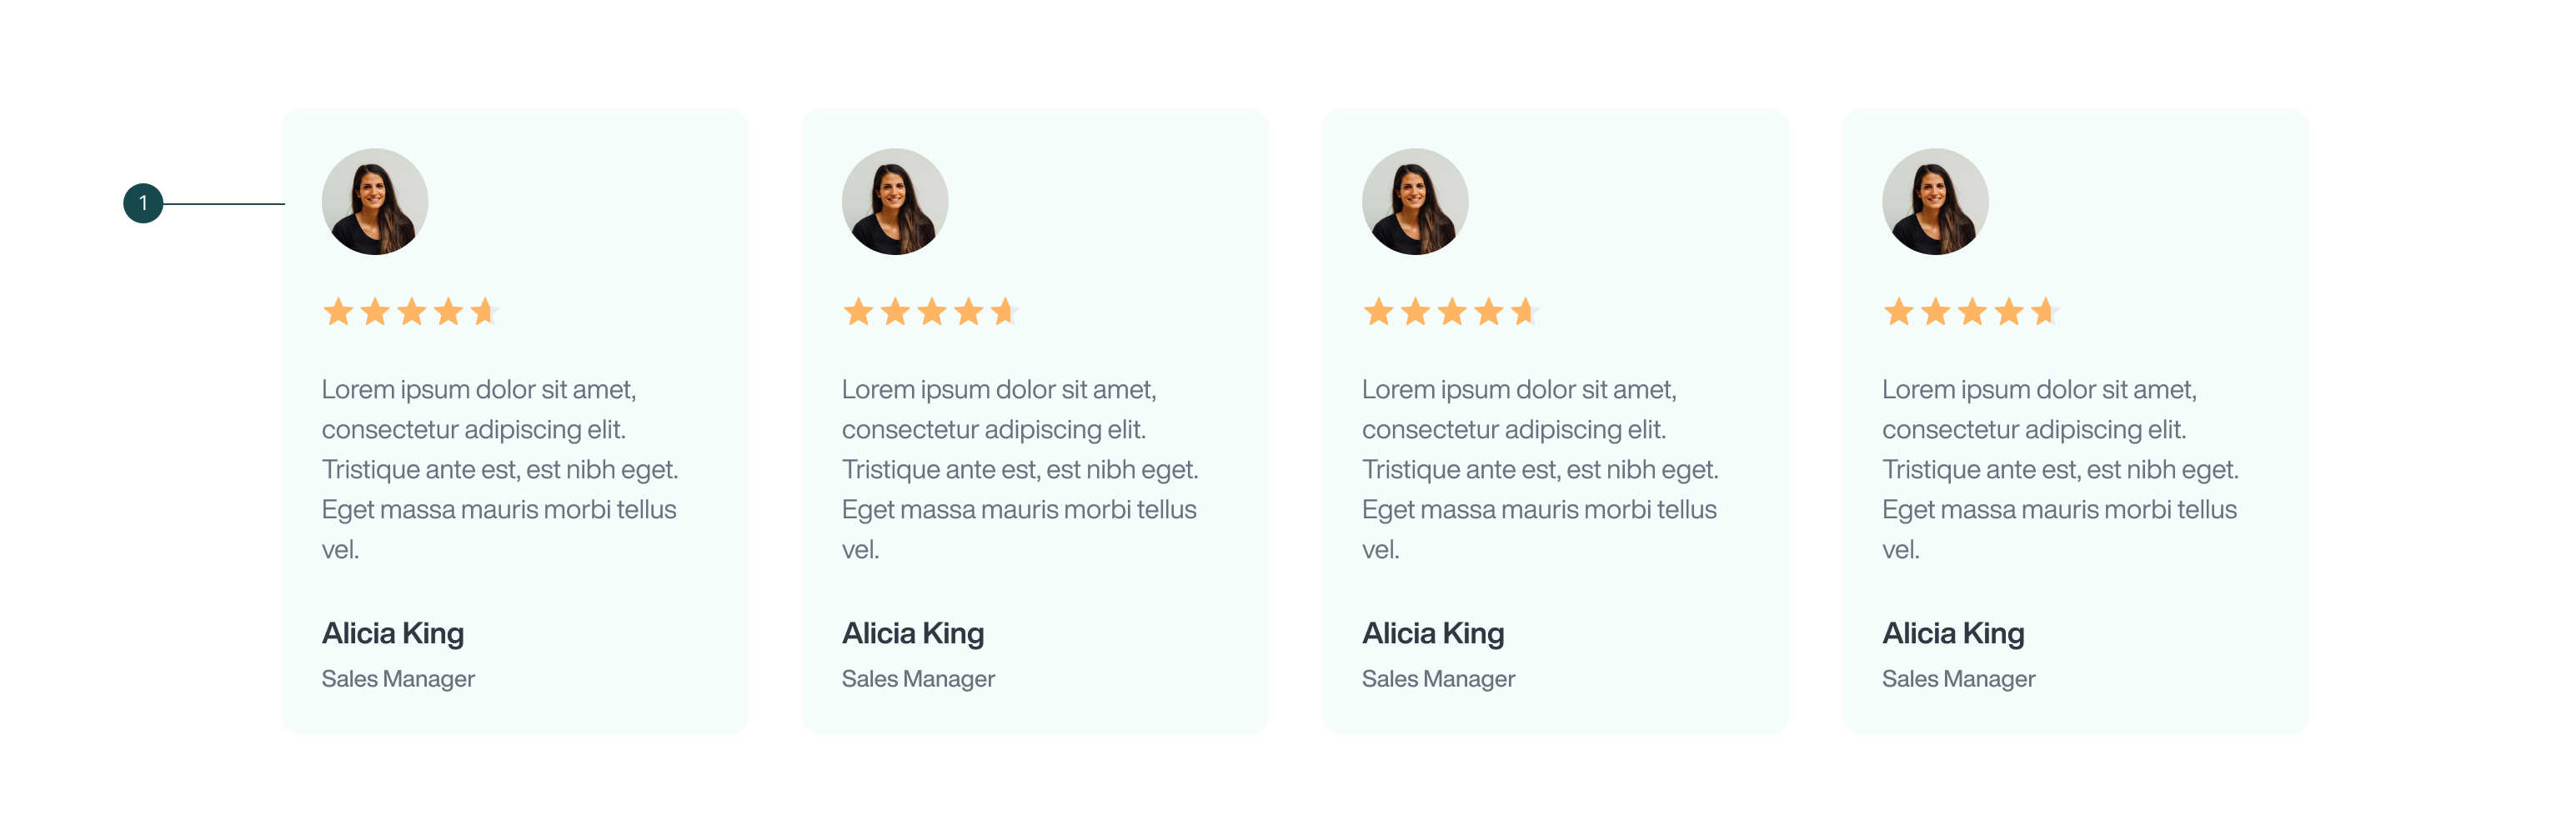 1
Lorem ipsum dolor sit amet,
consectetur adipiscing elit.
Tristique ante est, est nibh eget.
Eget massa mauris morbi tellus
vel.
Alicia King
Sales Manager
Lorem ipsum dolor sit amet,
consectetur adipiscing elit.
Tristique ante est, est nibh eget.
Eget massa mauris morbi tellus
vel.
Alicia King
Sales Manager
Lorem ipsum dolor sit amet,
consectetur adipiscing elit.
Tristique ante est, est nibh eget.
Eget massa mauris morbi tellus
vel.
Alicia King
Sales Manager
Lorem ipsum dolor sit amet,
consectetur adipiscing elit.
Tristique ante est, est nibh eget.
Eget massa mauris morbi tellus
vel.
Alicia King
Sales Manager